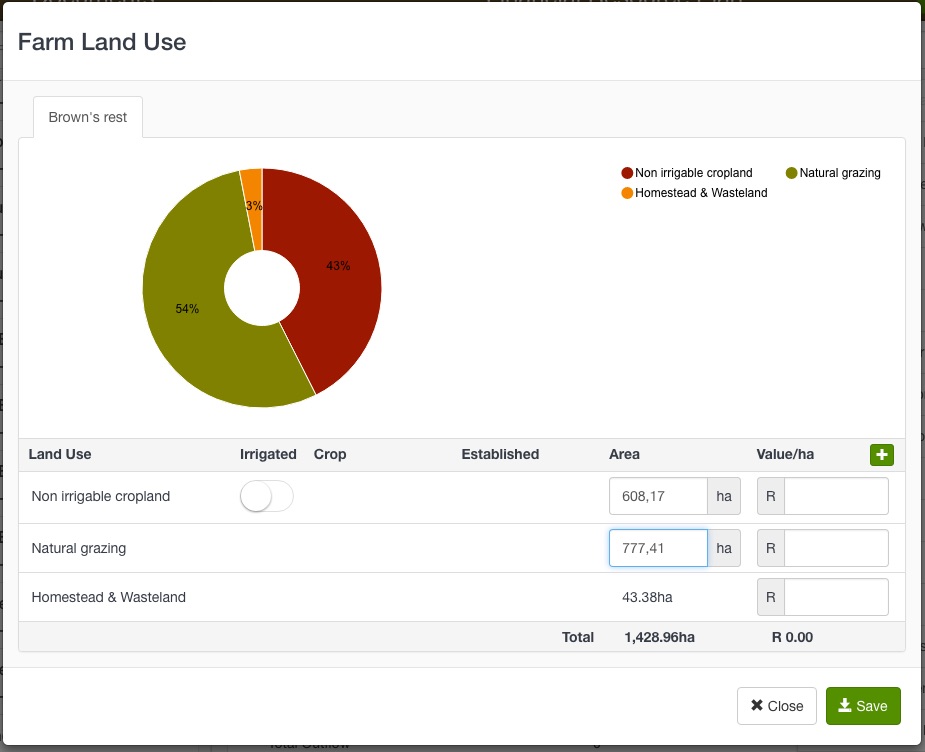 Farm Land Use
Brown's rest
Non irrigable cropland
Natural grazing
Homestead & Wasteland
3%
43%
54%
Land Use Irrigated Crop Established Area Value/ha
Non irrigable cropland 608,17 ha R
Natural grazing 777,41 ha R
Homestead & Wasteland 43.38ha R
Total 1,428.96ha R 0.00
Close Save